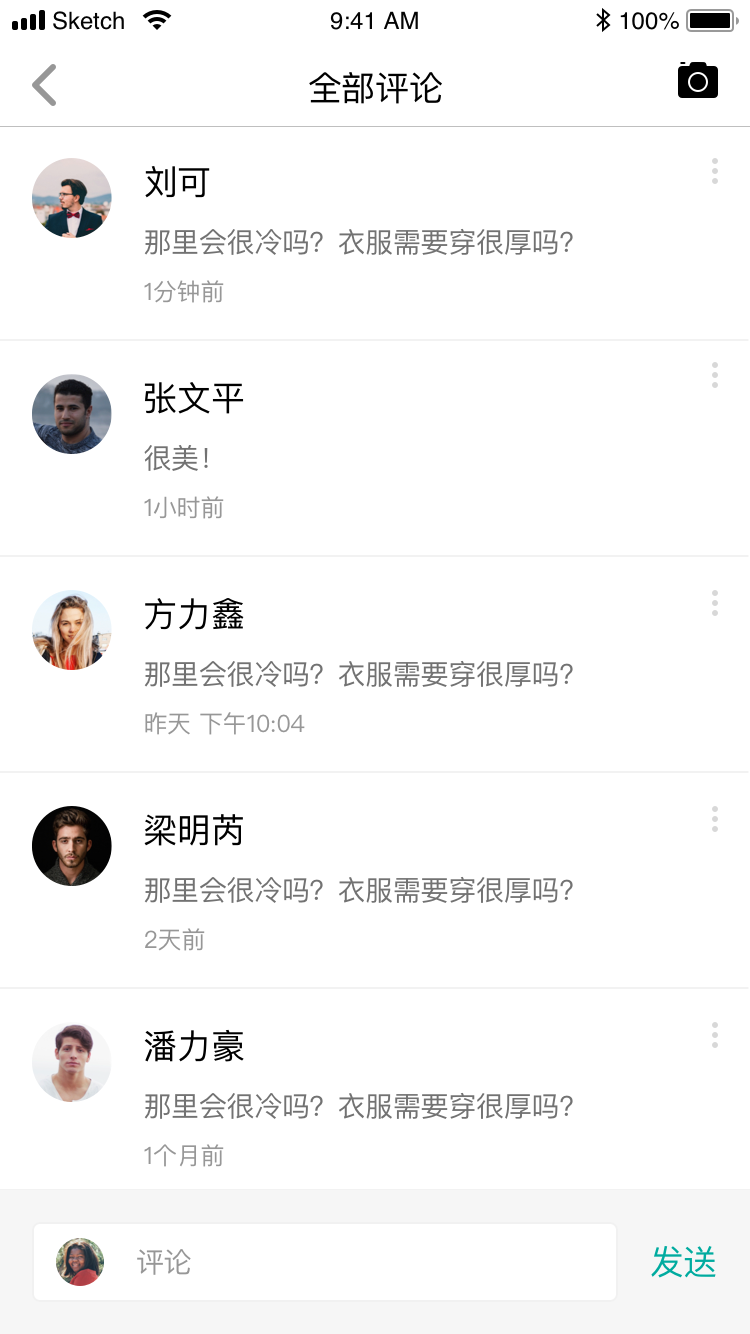 Sketch 9:41 AM 100%
全部评论
刘可
那里会很冷吗？衣服需要穿很厚吗?
1分钟前
张文平
很美！
1小时前
方力鑫
那里会很冷吗？衣服需要穿很厚吗?
昨天 下午10:04
梁明芮
那里会很冷吗？衣服需要穿很厚吗?
2天前
潘力豪
那里会很冷吗？衣服需要穿很厚吗?
1个月前
评论 发送